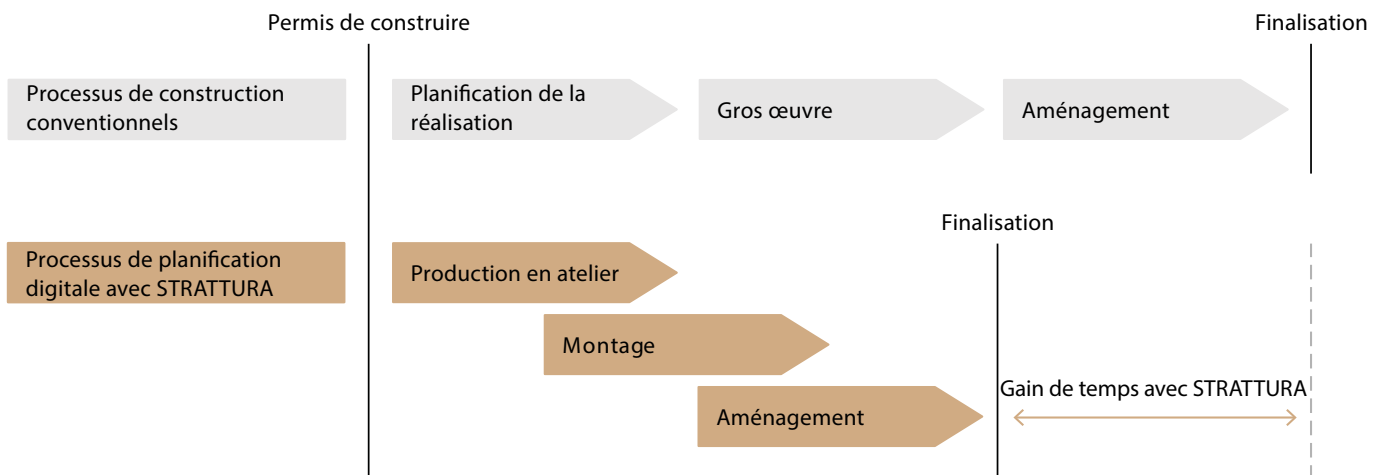 Permis de construire
Finalisation
Processus de construction
conventionnels
Planification de la
réalisation
Gros œuvre
Aménagement
Finalisation
Processus de planification
digitale avec STRATTURA
Production en atelier
Montage
Gain de temps avec STRATTURA
Aménagement